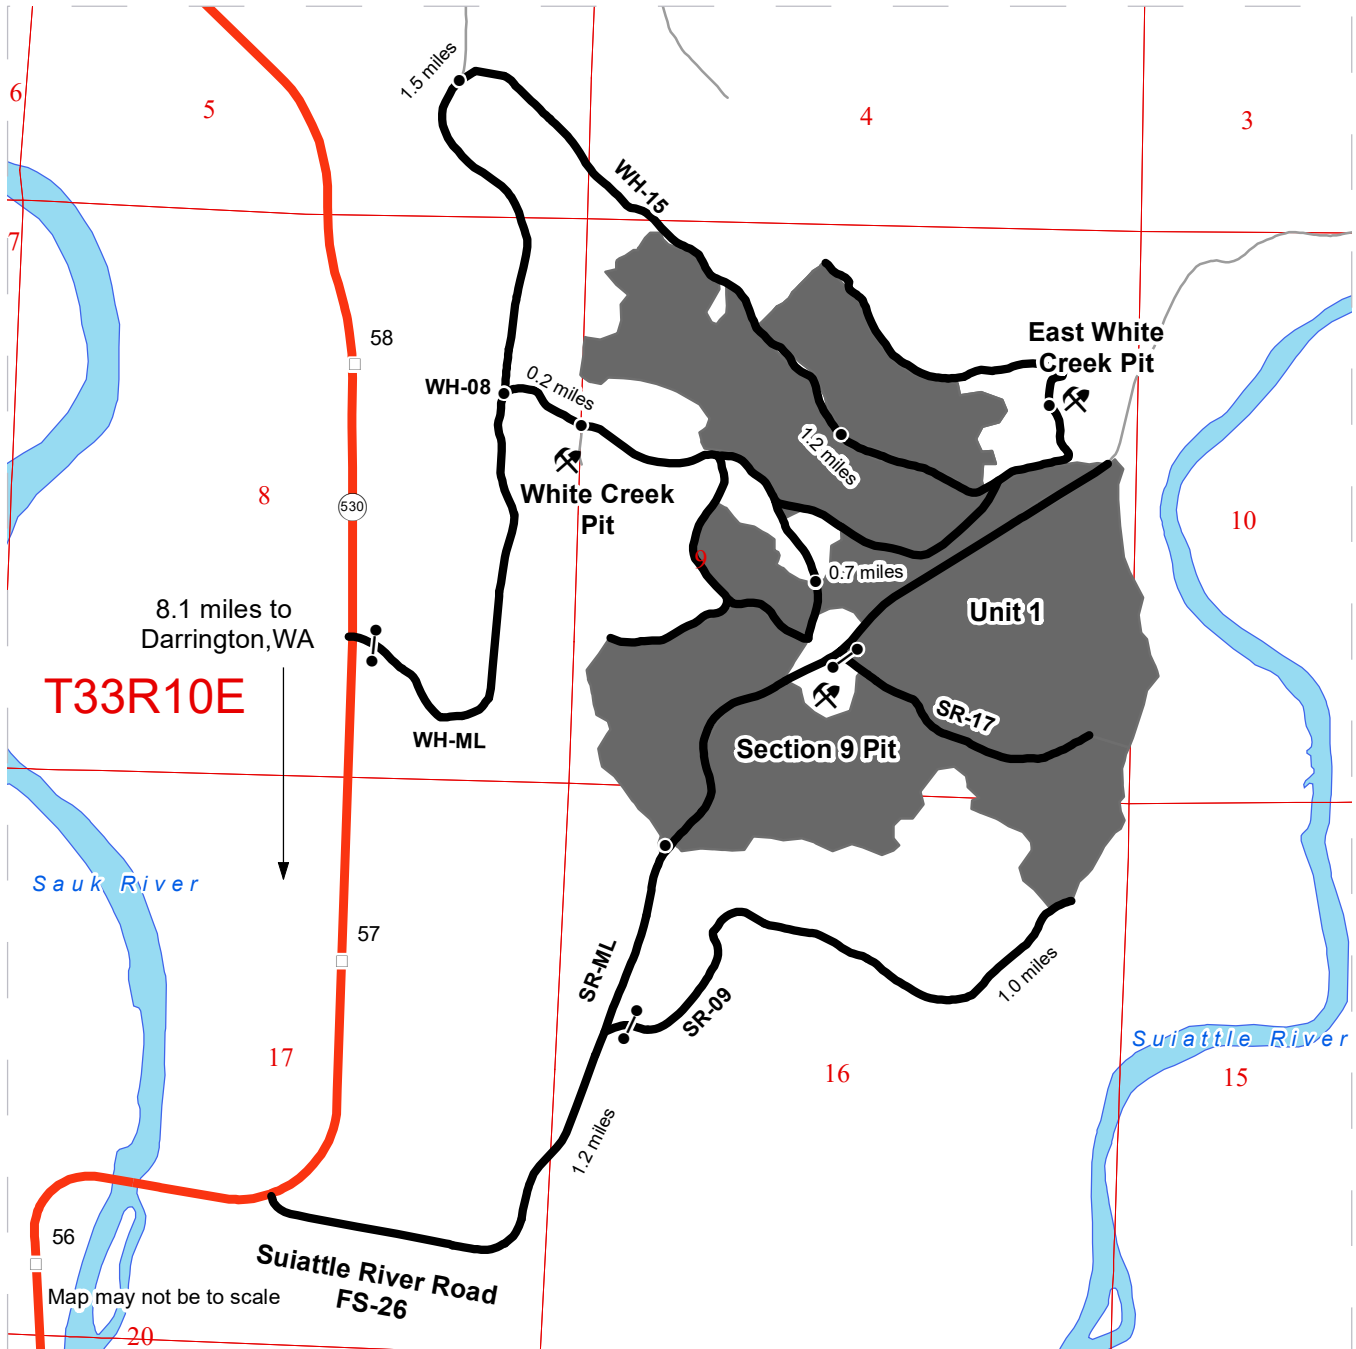 1.5 miles
6
5
4
3
WH-15
7
58
East White
Creek Pit
WH-08
0.2 miles
1.2 miles
White Creek
Pit
8
530
10
9
0.7 miles
8.1 miles to
Darrington,WA
Unit 1
T33R10E
SR-17
WH-ML
Section 9 Pit
Sauk River
57
SR-ML
1.0 miles
SR-09
Suiattle River
17
16
15
1.2 miles
56
Suiattle River Road
FS-26
Map may not be to scale
20